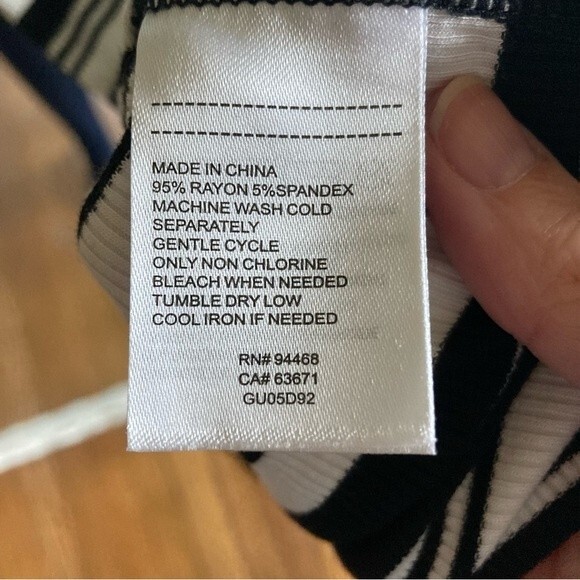 MADE IN CHINA
95% RAYON 5%SPANDEX
MACHINE WASH COLD
SEPARATELY
GENTLE CYCLE
ONLY NON CHLORINE
BLEACH WHEN NEEDED
TUMBLE DRY LOW
COOL IRON IF NEEDED
RN# 94468
CA# 63671
GU05D92